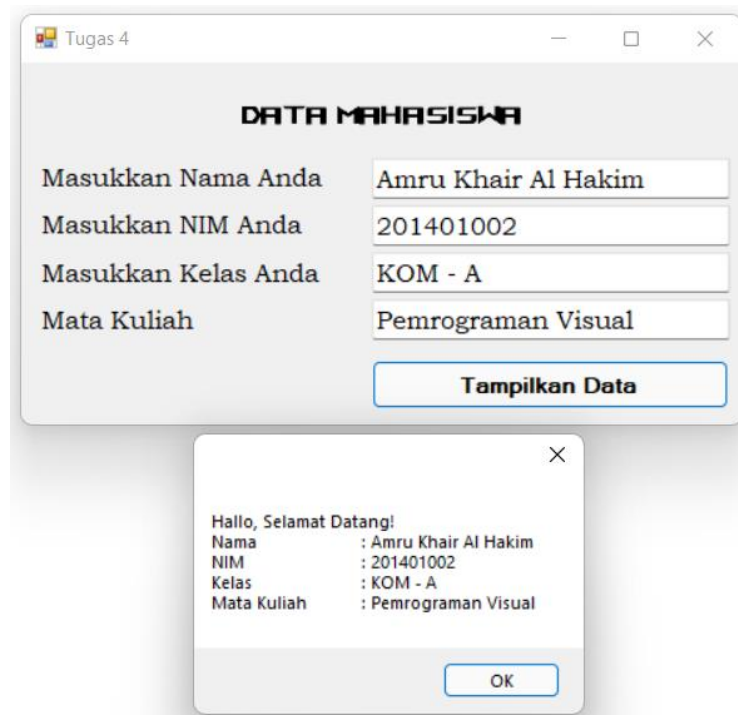 Tugas 4
DATA MAHASISWA
Masukkan Nama Anda Amru Khair Al Hakim
Masukkan NIM Anda 201401002
Masukkan Kelas Anda KOM - A
Mata Kuliah Pemrograman Visual
Tampilkan Data
Hallo, Selamat Datang!
Nama : Amru Khair Al Hakim
NIM : 201401002
Kelas : KOM - A
Mata Kuliah : Pemrograman Visual
OK